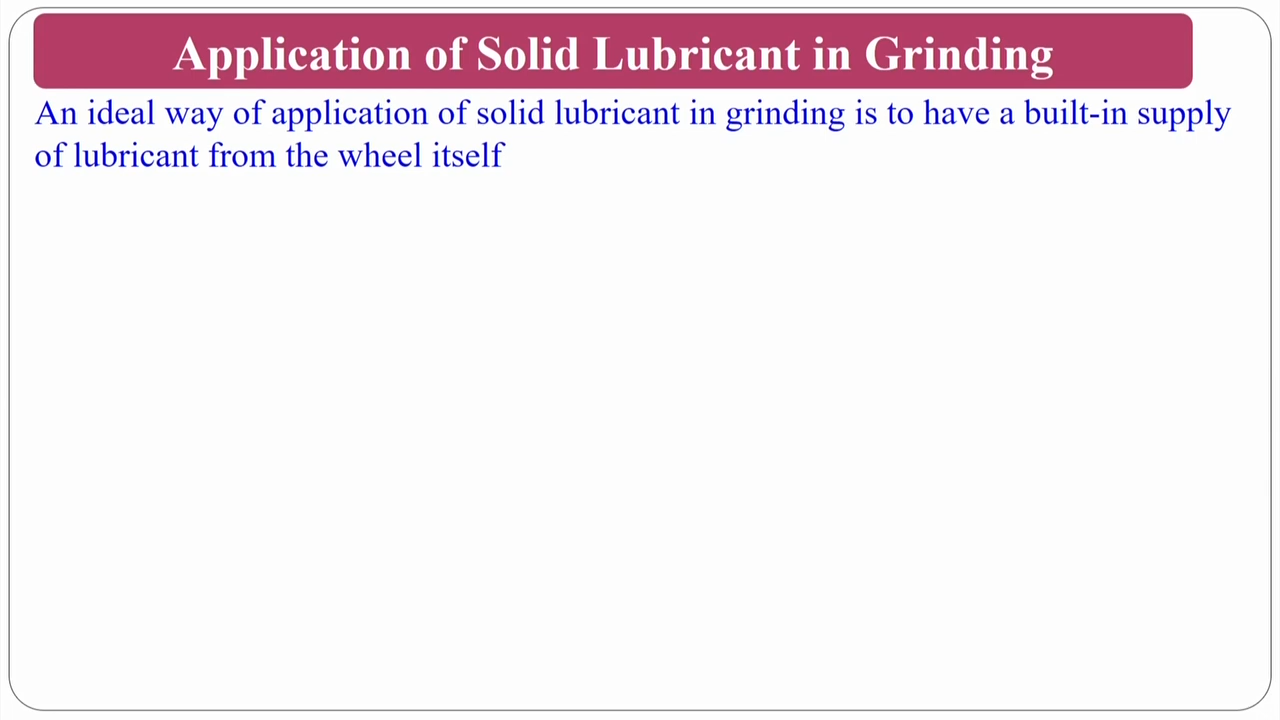 Application of Solid Lubricant in Grinding
An ideal way of application of solid lubricant in grinding is to have a built-in supply
of lubricant from the wheel itself